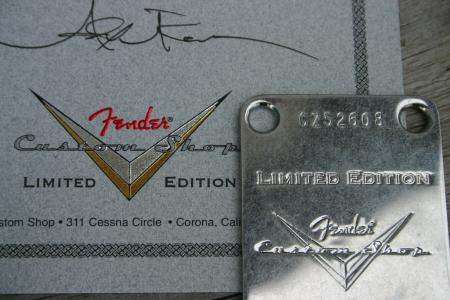 Fender
Custom Shop
LIMITED EDITION
stom Shop • 311 Cessna Circle • Corona, Cali
CZ52608
LIMITED EDITION
Fender
Custom Shop